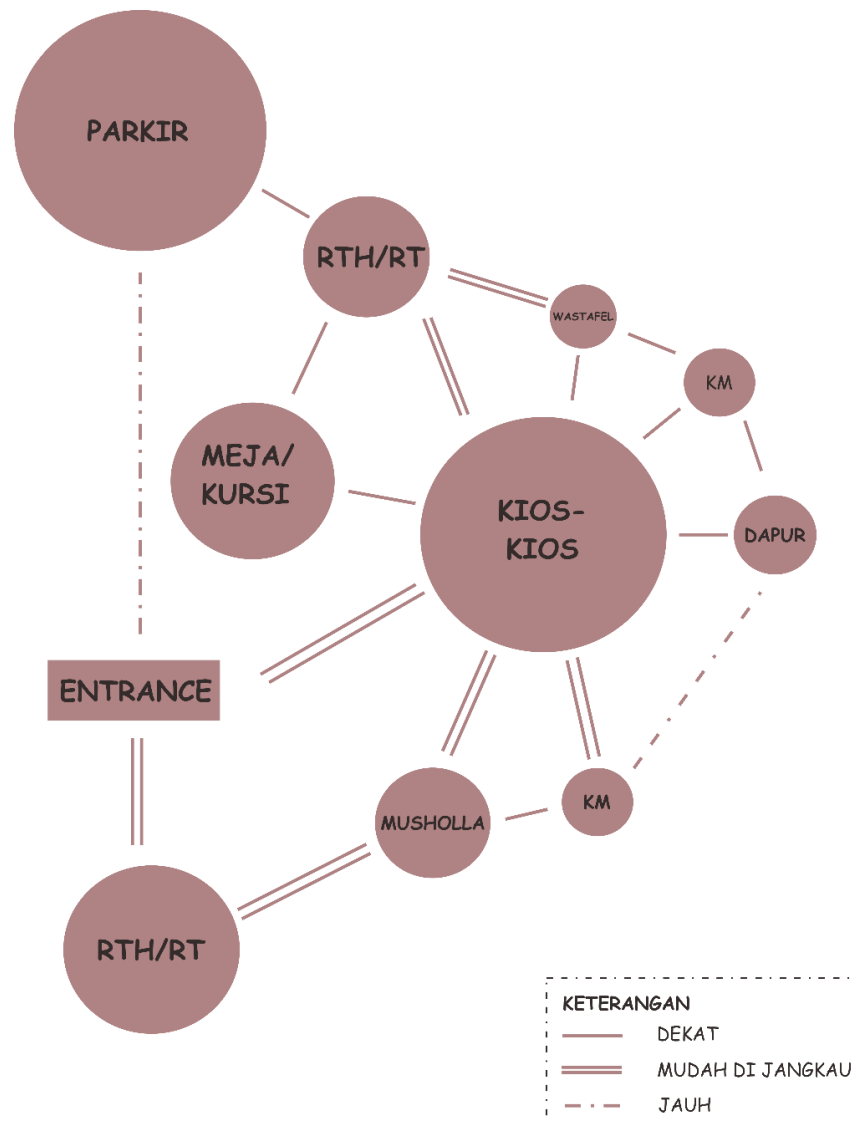 PARKIR
RTH/RT
WASTAFEL
KM
MEJA/
KURSI
KIOS-
KIOS
DAPUR
ENTRANCE
MUSHOLLA
KM
RTH/RT
KETERANGAN
DEKAT
MUDAH DI JANGKAU
JAUH